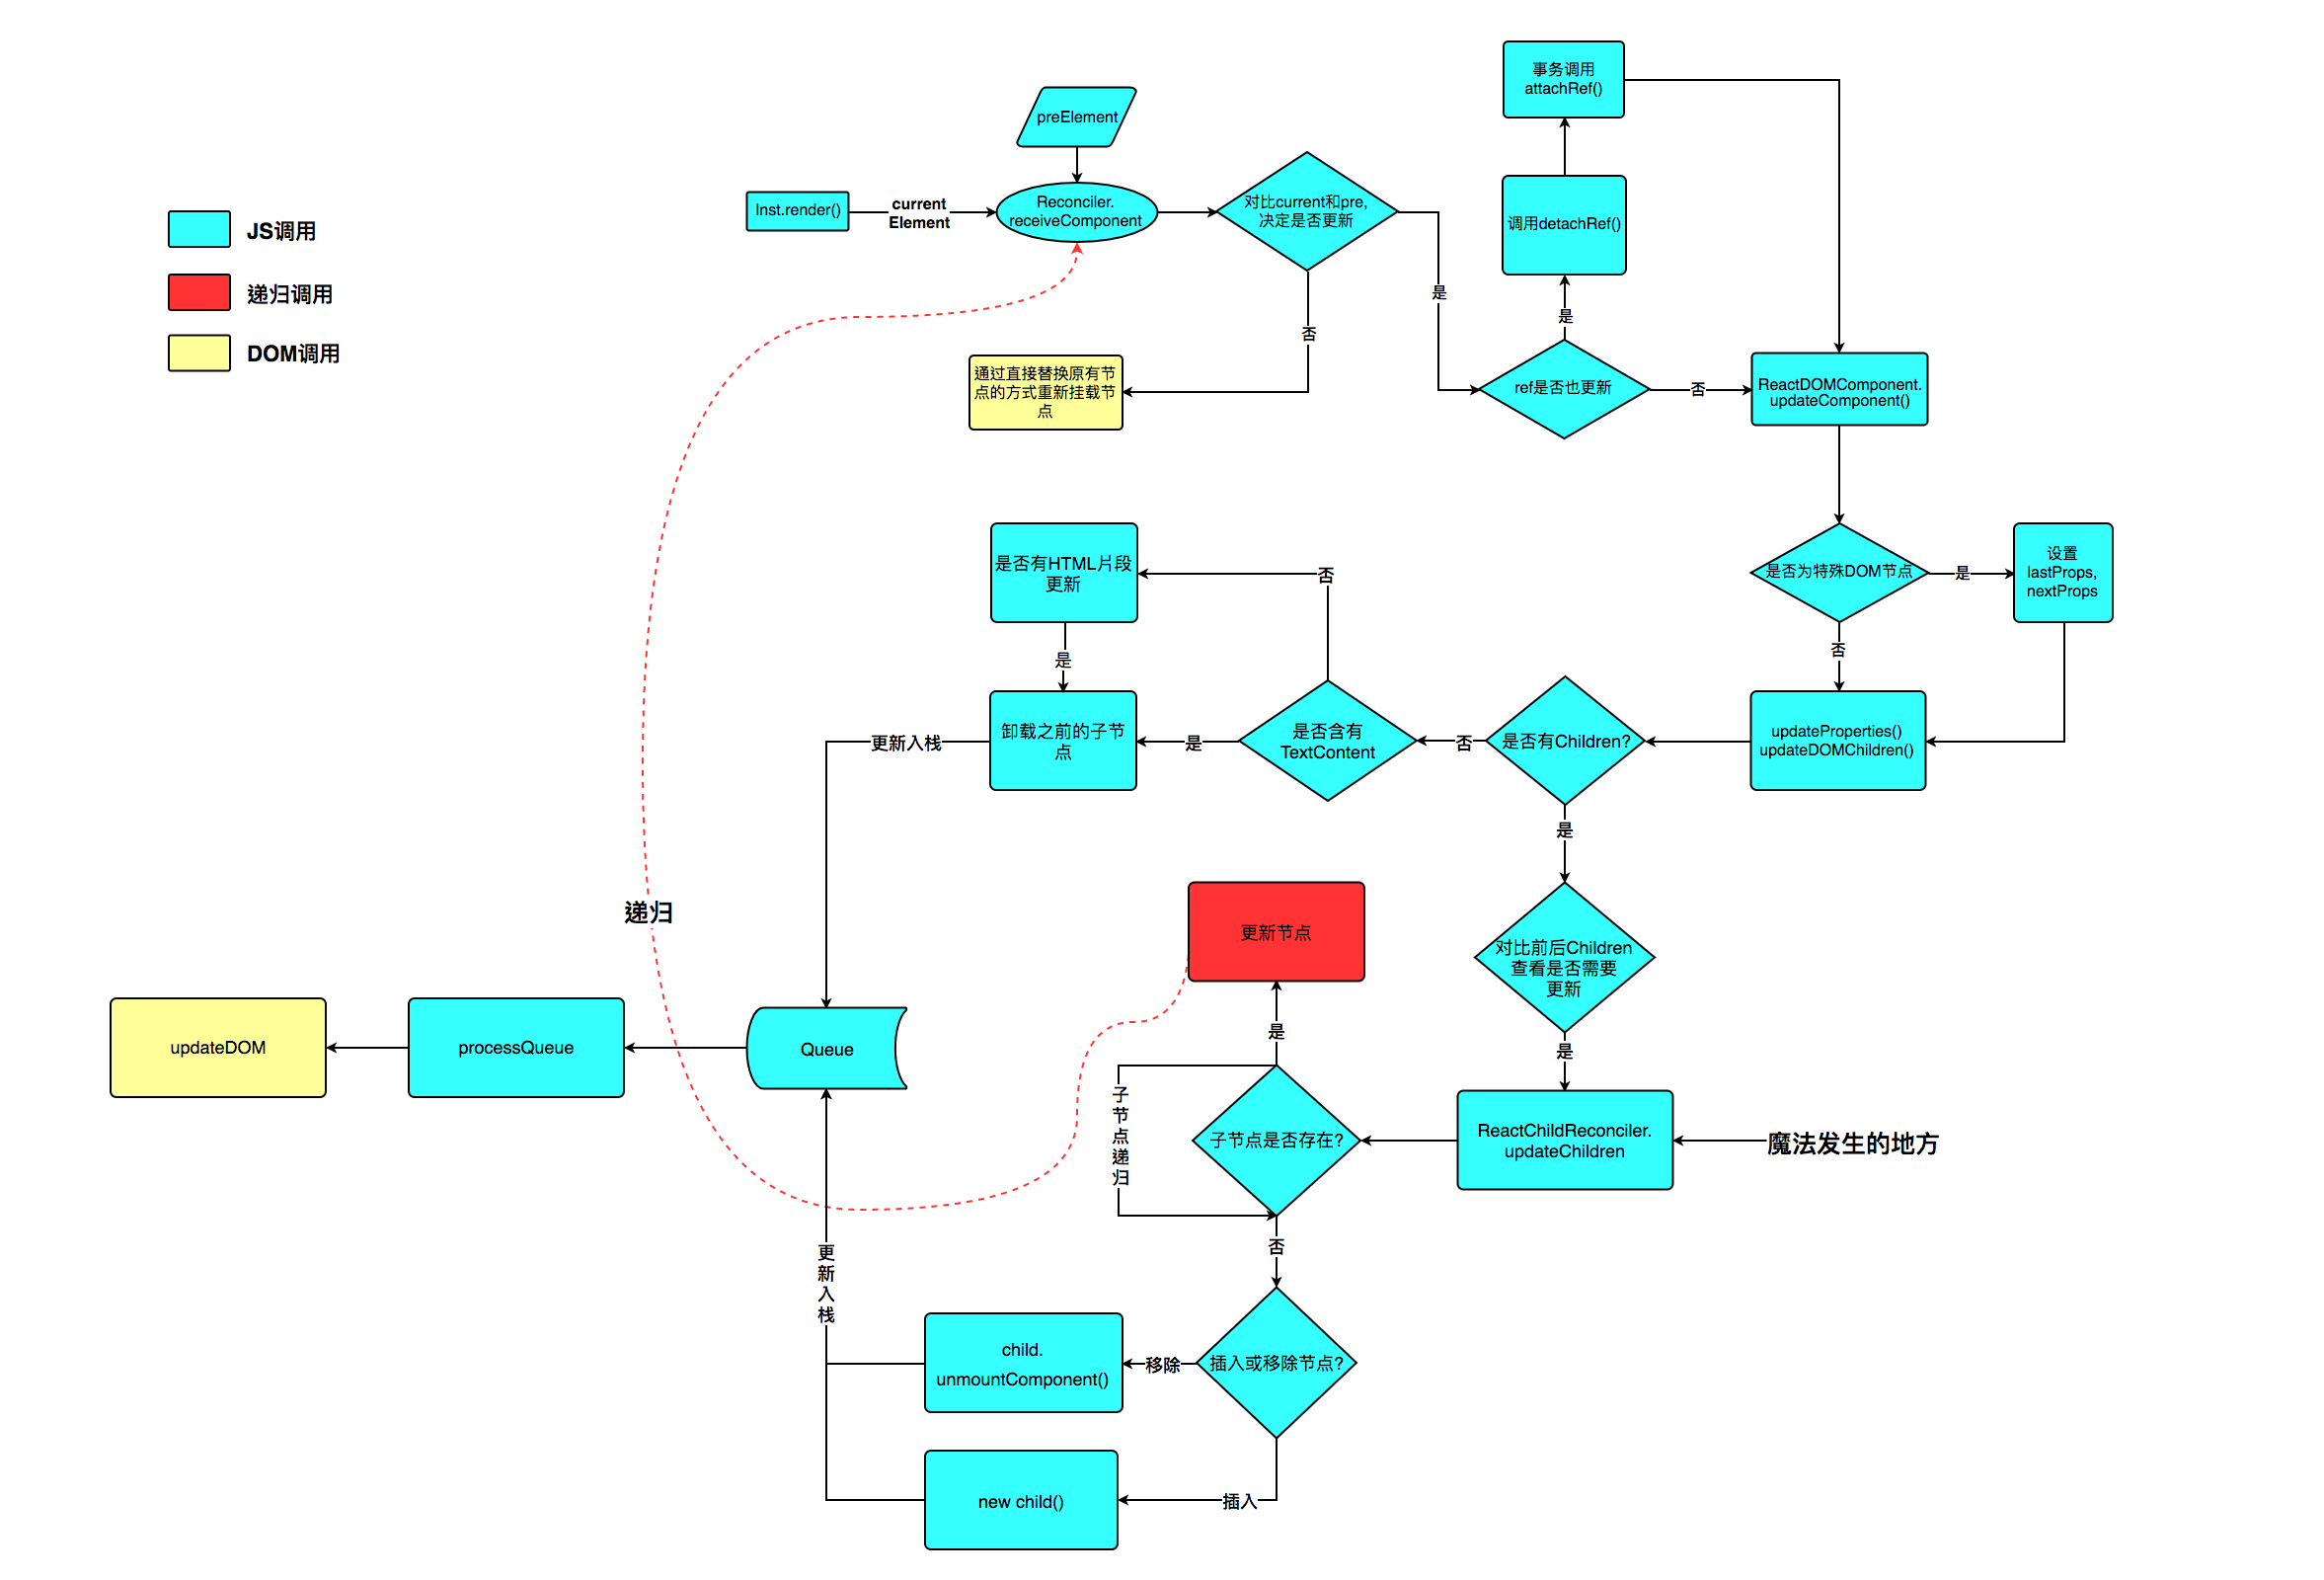 JS调用
递归调用
DOM调用
preElement
Inst.render()
current
Element
Reconciler.
receiveComponent
对比current和pre,
决定是否更新
是
否
通过直接替换原有节
点的方式重新挂载节
点
事务调用
attachRef()
调用detachRef()
是
ref是否也更新
否
ReactDOMComponent.
updateComponent()
是否为特殊DOM节点
是
设置
lastProps,
nextProps
否
updateProperties()
updateDOMChildren()
是否有Children?
否
是否含有
TextContent
否
是否有HTML片段
更新
是
是
卸载之前的子节
点
更新入栈
是
对比前后Children
查看是否需要
更新
是
ReactChildReconciler.
updateChildren
魔法发生的地方
子节点是否存在?
子
节
点
递
归
是
更新节点
递归
否
插入或移除节点?
移除
child.
unmountComponent()
插入
new child()
更
新
入
栈
Queue
processQueue
updateDOM